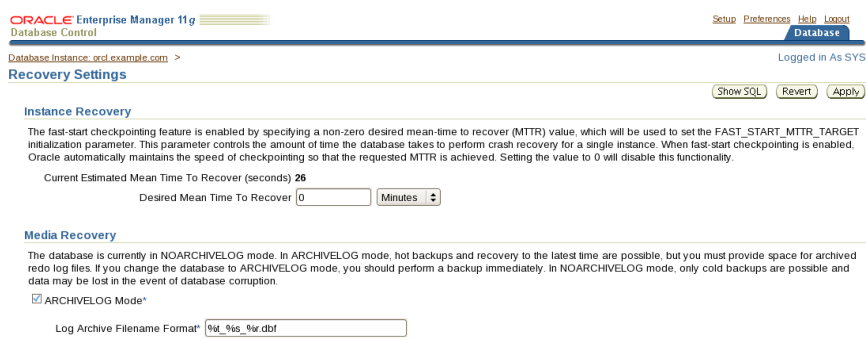 ORACLE Enterprise Manager 11g
Database Control
Setup Preferences Help Logout
Database
Database Instance: orcl.example.com >
Logged in As SYS
Recovery Settings
Show SQL Revert Apply
Instance Recovery
The fast-start checkpointing feature is enabled by specifying a non-zero desired mean-time to recover (MTTR) value, which will be used to set the FAST_START_MTTR_TARGET
initialization parameter. This parameter controls the amount of time the database takes to perform crash recovery for a single instance. When fast-start checkpointing is enabled,
Oracle automatically maintains the speed of checkpointing so that the requested MTTR is achieved. Setting the value to 0 will disable this functionality.
Current Estimated Mean Time To Recover (seconds) 26
Desired Mean Time To Recover 0 Minutes
Media Recovery
The database is currently in NOARCHIVELOG mode. In ARCHIVELOG mode, hot backups and recovery to the latest time are possible, but you must provide space for archived
redo log files. If you change the database to ARCHIVELOG mode, you should perform a backup immediately. In NOARCHIVELOG mode, only cold backups are possible and
data may be lost in the event of database corruption.
ARCHIVELOG Mode*
Log Archive Filename Format* %t_%s_%r.dbf